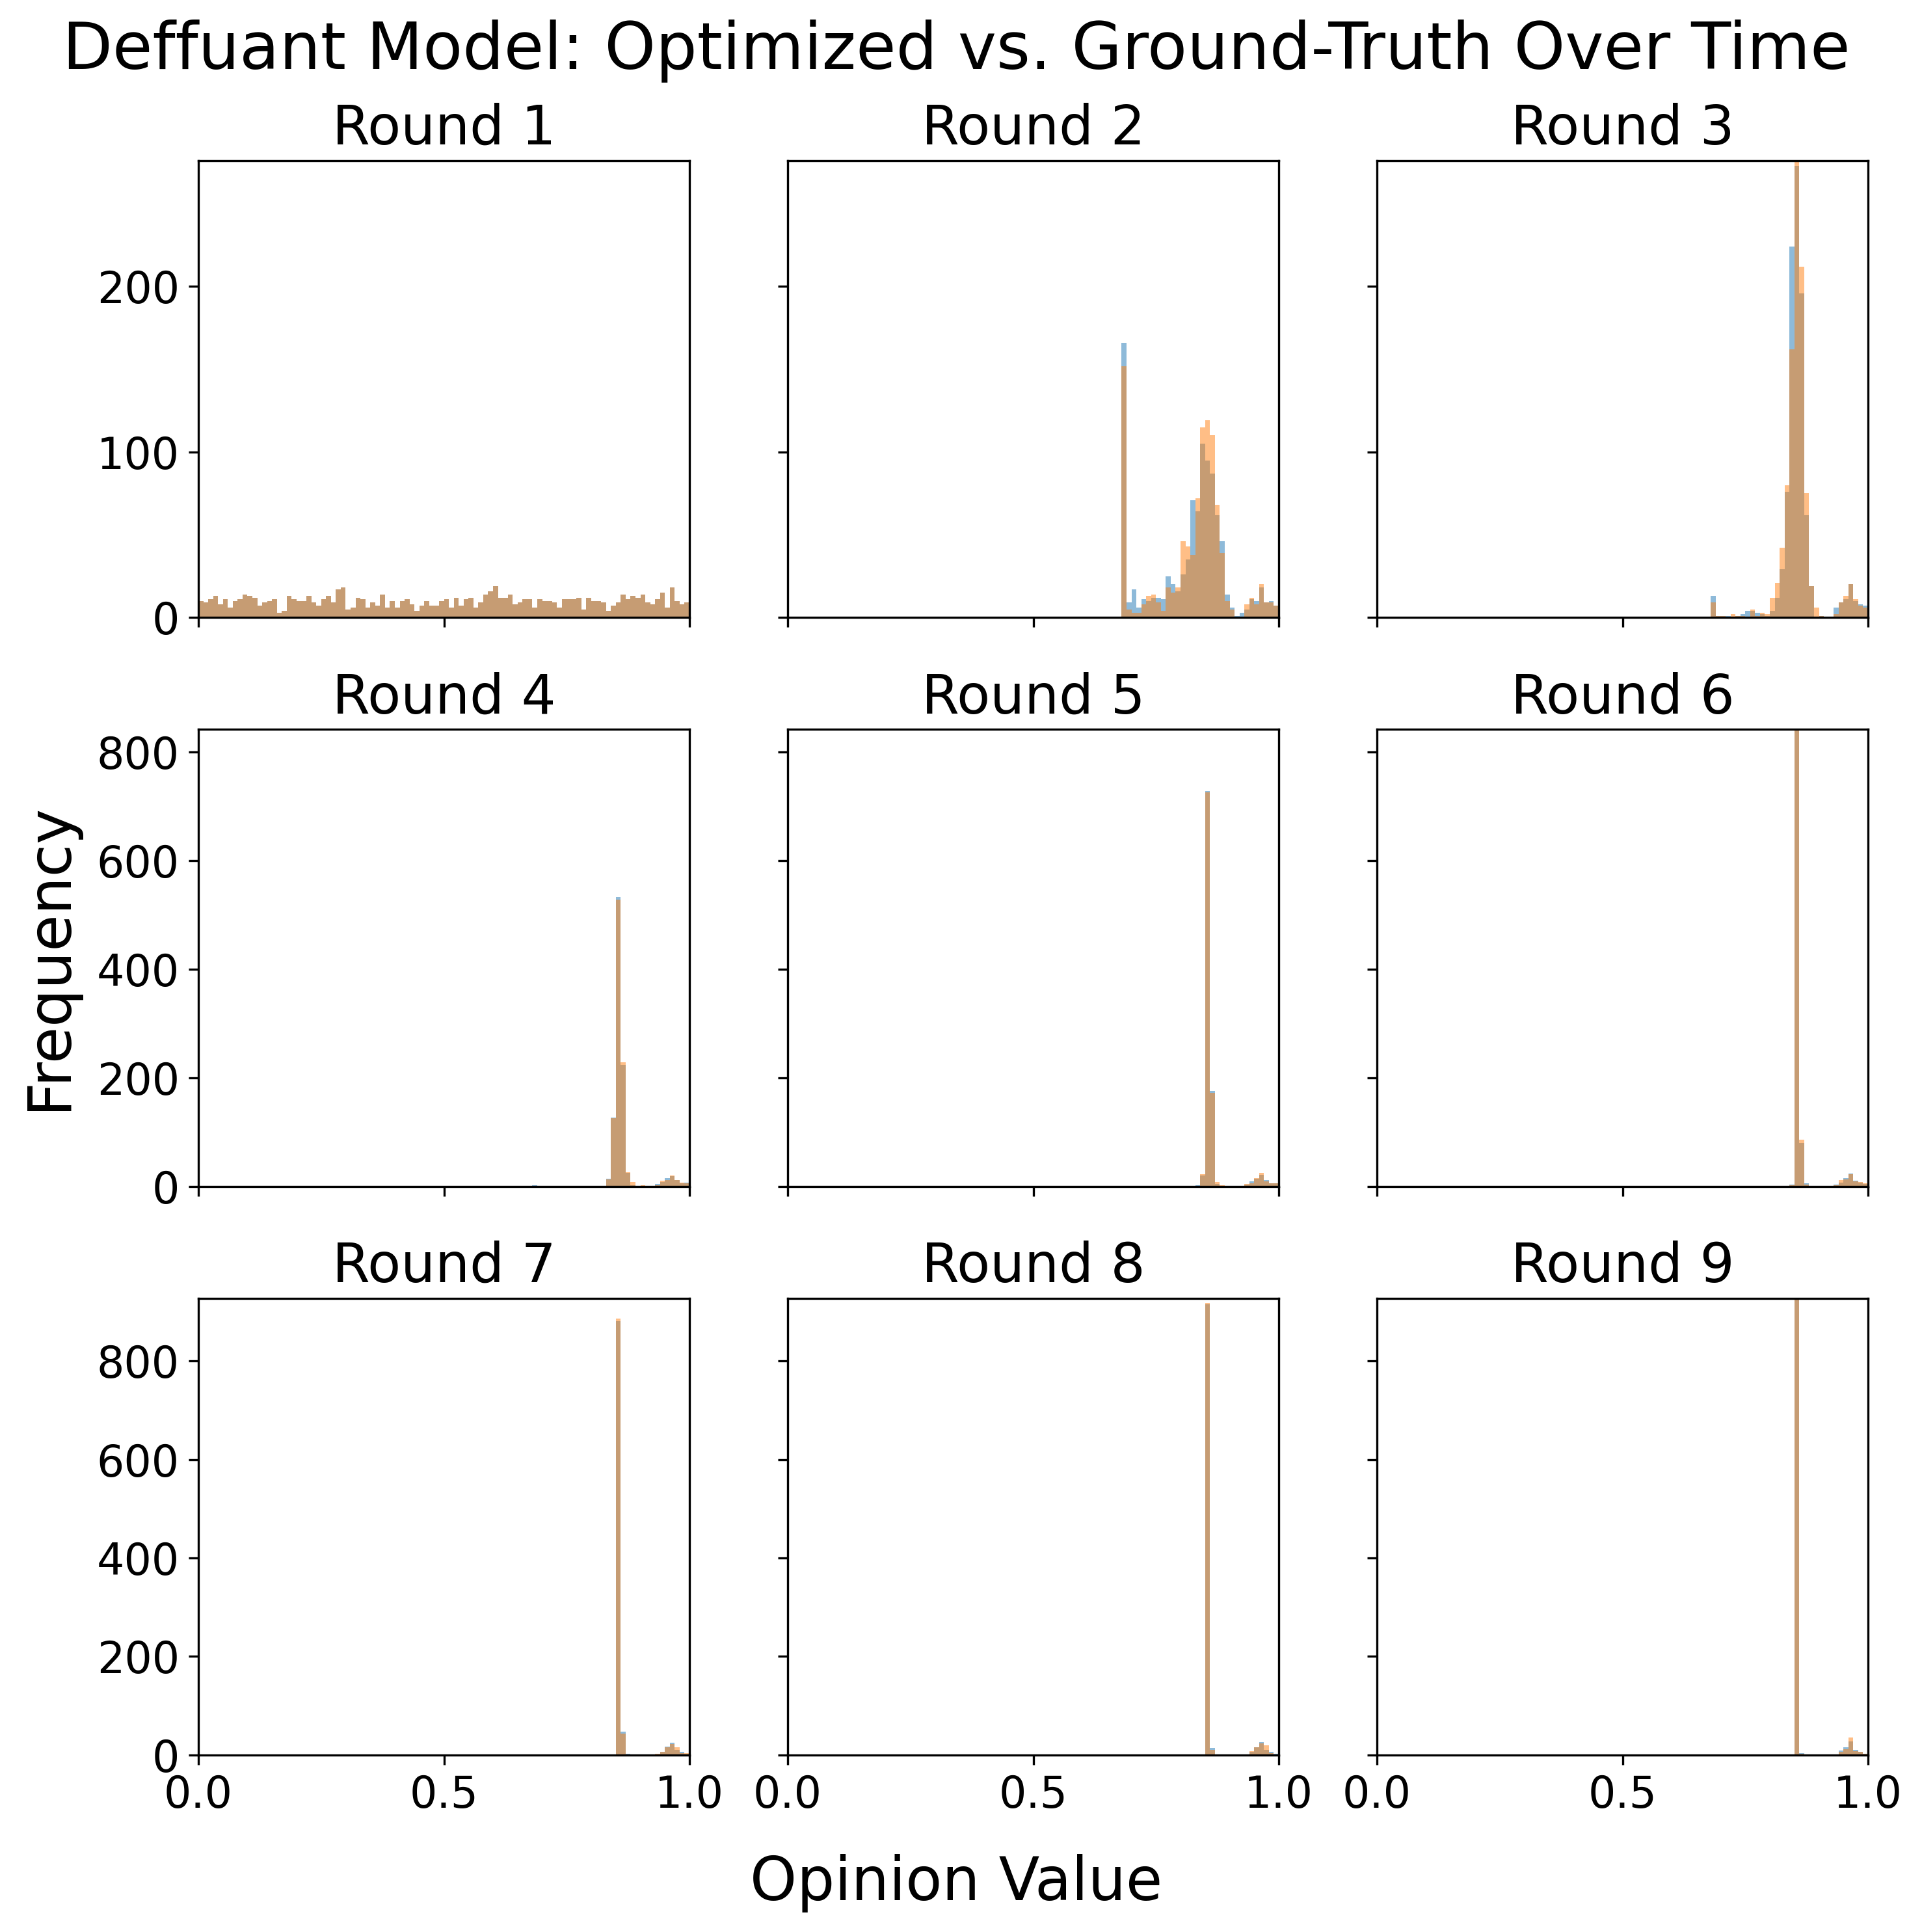 Deffuant Model: Optimized vs. Ground-Truth Over Time
Round 1
Round 2
Round 3
200
100
0
Round 4
Round 5
Round 6
800
600
400
200
0
Frequency
Round 7
Round 8
Round 9
800
600
400
200
0
0.0 0.5 1.0 0.0 0.5 1.0 0.0 0.5 1.0
Opinion Value